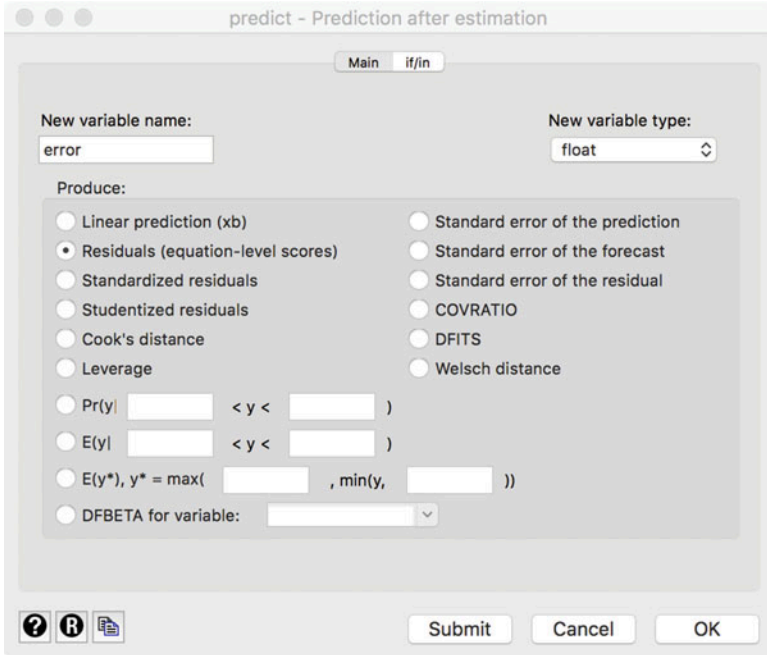 predict - Prediction after estimation
Main if/in
New variable name: New variable type:
error float
Produce:
Linear prediction (xb) Standard error of the prediction
Residuals (equation-level scores) Standard error of the forecast
Standardized residuals Standard error of the residual
Studentized residuals COVRATIO
Cook's distance DFITS
Leverage Welsch distance
Pr(y| < y < )
E(y| < y < )
E(y*), y* = max( , min(y, ))
DFBETA for variable:
? R Submit Cancel OK